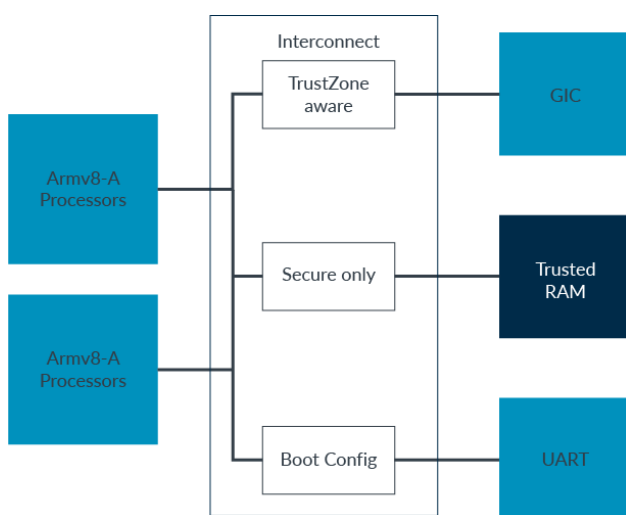 Interconnect
TrustZone
aware
GIC
Armv8-A
Processors
Secure only
Trusted
RAM
Armv8-A
Processors
Boot Config
UART